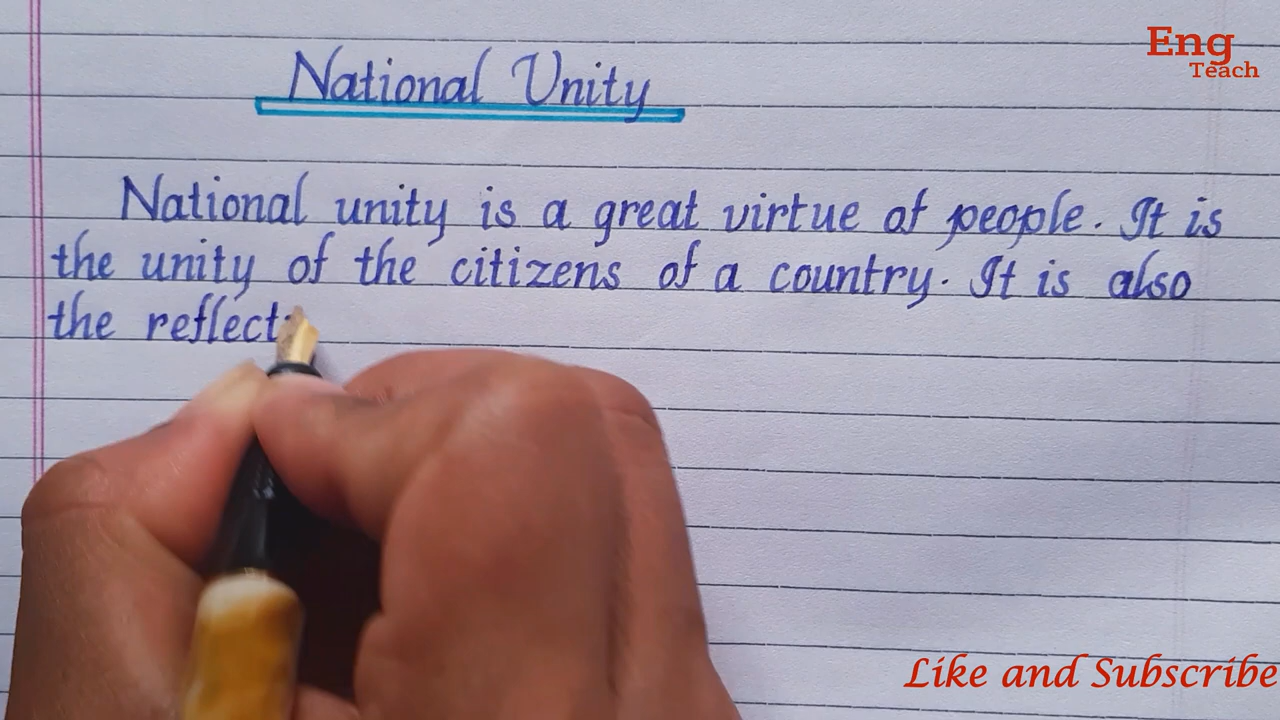 Eng
Teach
National Unity
National unity is a great virtue of people. It is
the unity of the citizens of a country. It is also
the reflect
Like and Subscribe